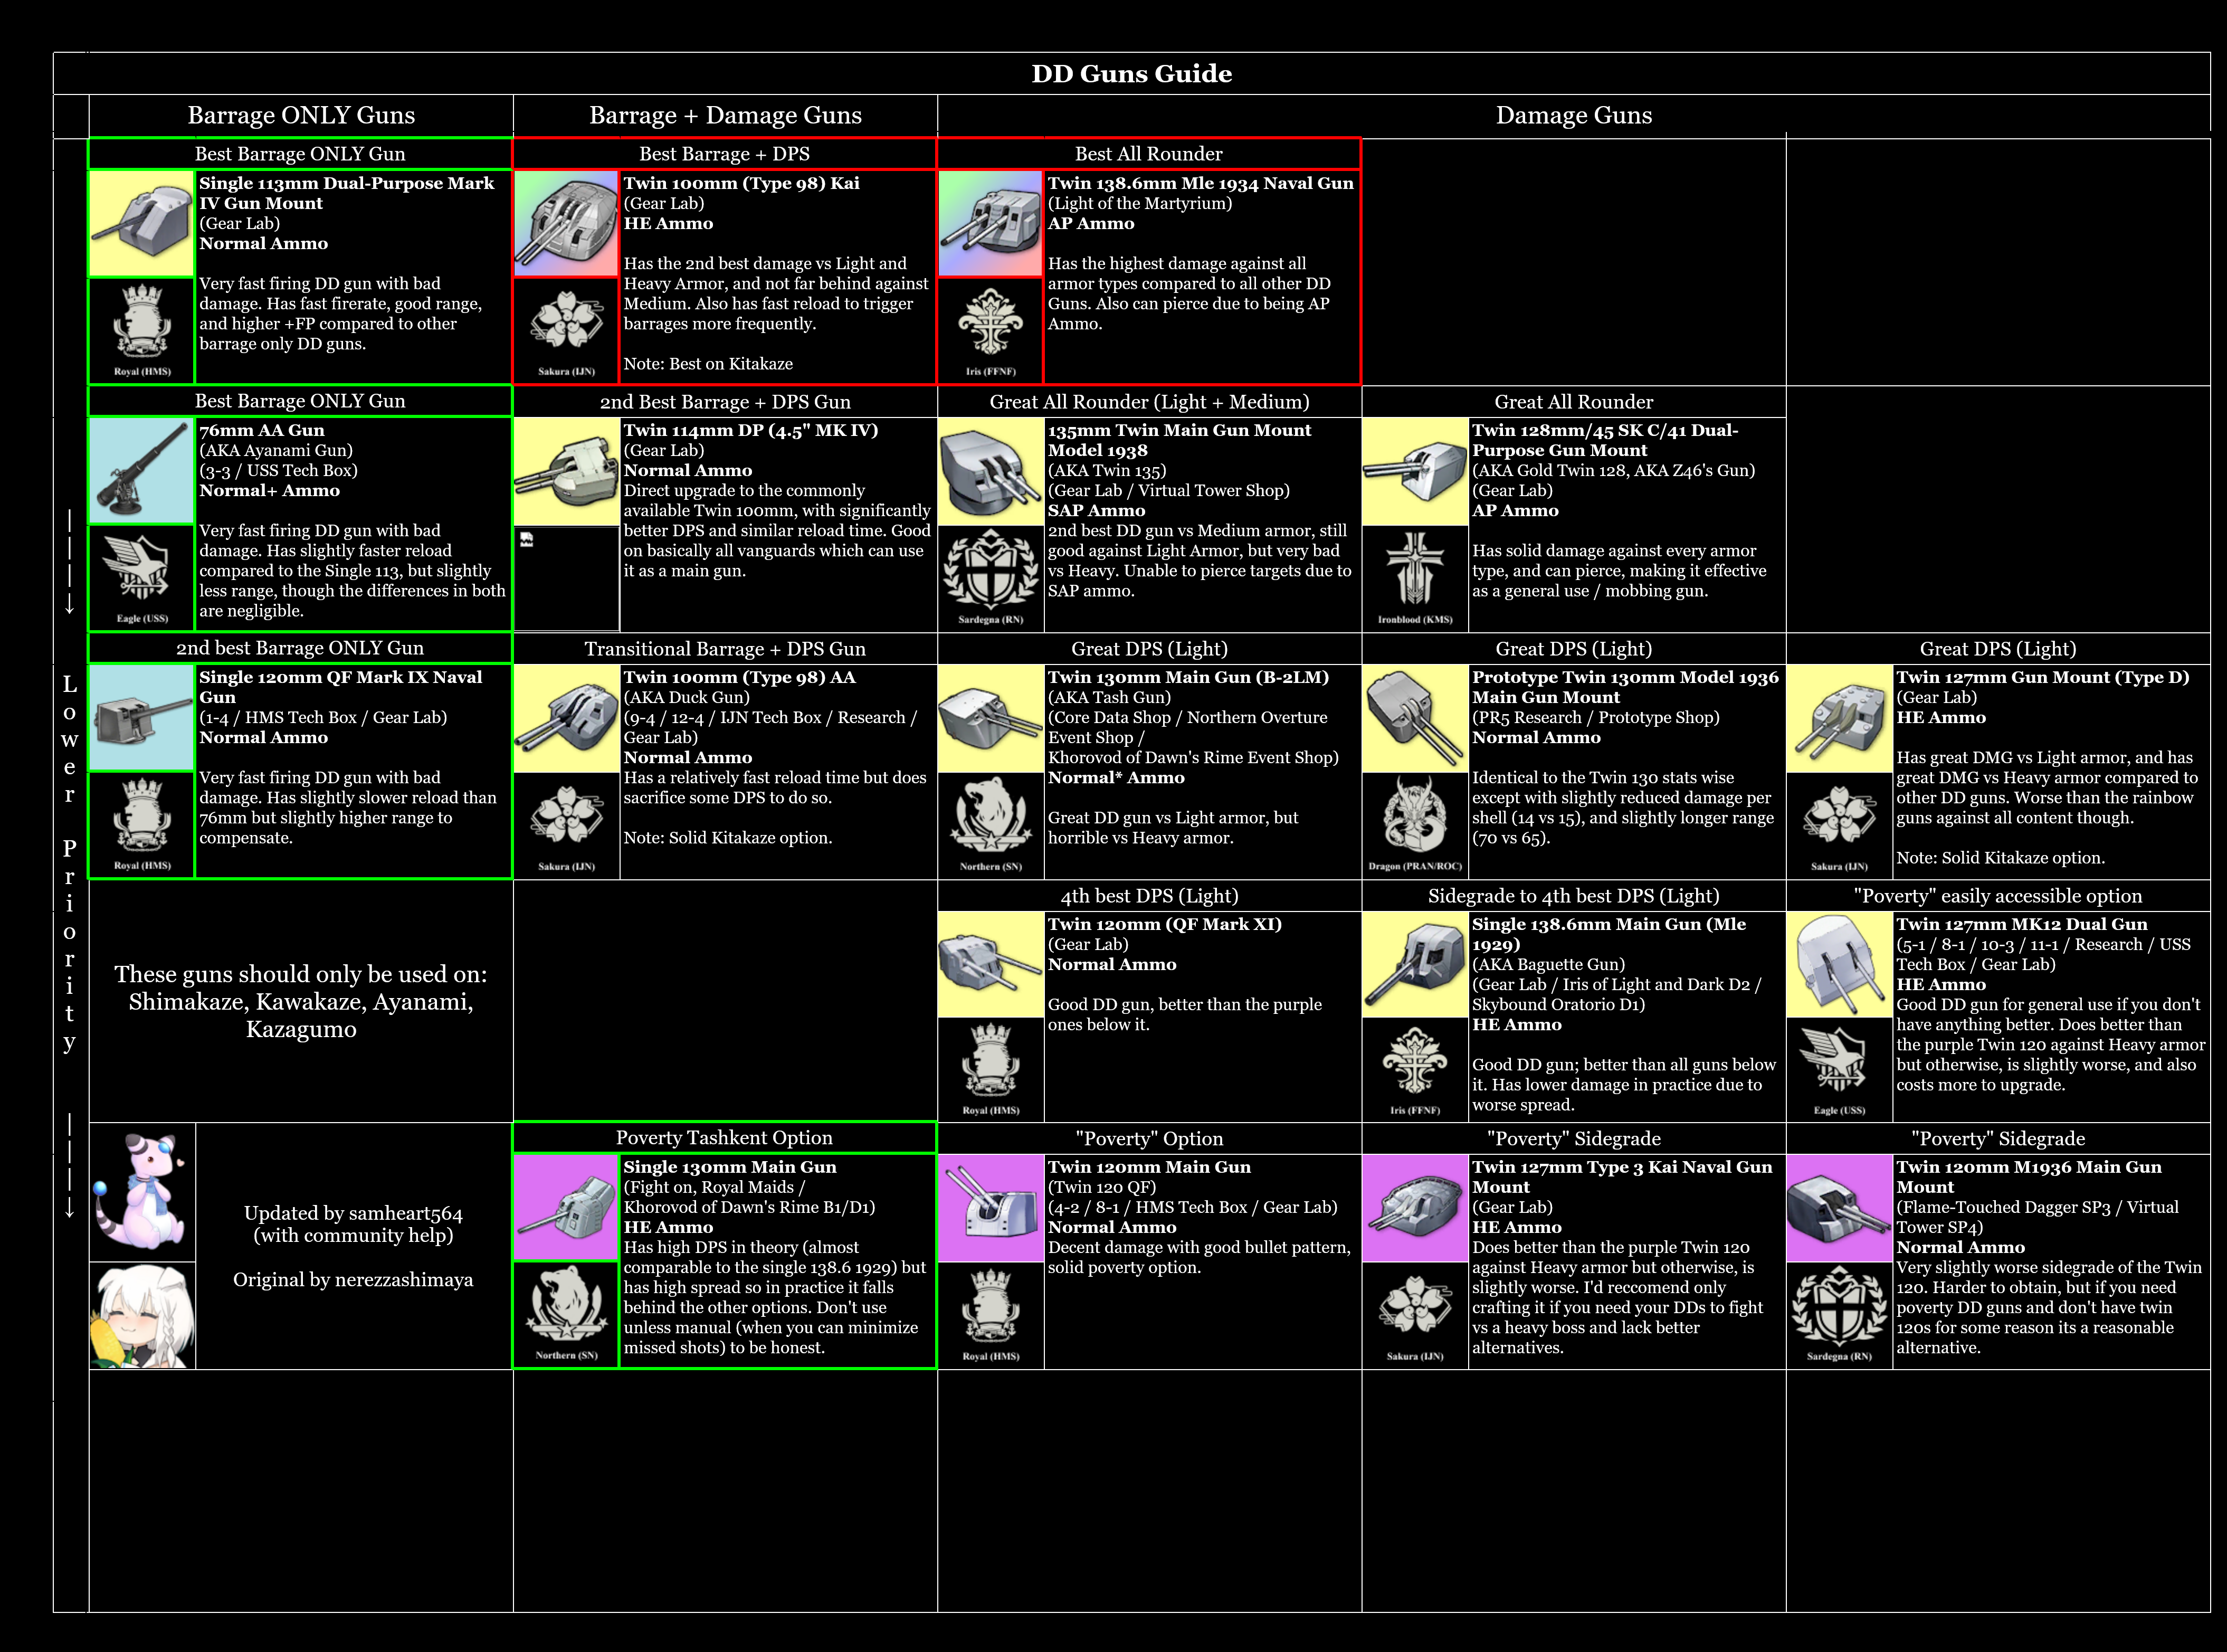 DD Guns Guide
Barrage ONLY Guns
Barrage + Damage Guns
Damage Guns
Best Barrage ONLY Gun
Single 113mm Dual-Purpose Mark
IV Gun Mount
(Gear Lab)
Normal Ammo
Very fast firing DD gun with bad
damage. Has fast firerate, good range,
and higher +FP compared to other
barrage only DD guns.
Royal (HMS)
Best Barrage + DPS
Twin 100mm (Type 98) Kai
(Gear Lab)
HE Ammo
Has the 2nd best damage vs Light and
Heavy Armor, and not far behind against
Medium. Also has fast reload to trigger
barrages more frequently.
Note: Best on Kitakaze
Sakura (IJN)
Best All Rounder
Twin 138.6mm Mle 1934 Naval Gun
(Light of the Martyrium)
AP Ammo
Has the highest damage against all
armor types compared to all other DD
Guns. Also can pierce due to being AP
Ammo.
Iris (FFNF)
Best Barrage ONLY Gun
76mm AA Gun
(AKA Ayanami Gun)
(3-3 / USS Tech Box)
Normal+ Ammo
Very fast firing DD gun with bad
damage. Has slightly faster reload
compared to the Single 113, but slightly
less range, though the differences in both
are negligible.
Eagle (USS)
2nd Best Barrage + DPS Gun
Twin 114mm DP (4.5" MK IV)
(Gear Lab)
Normal Ammo
Direct upgrade to the commonly
available Twin 100mm, with significantly
better DPS and similar reload time. Good
on basically all vanguards which can use
it as a main gun.
Great All Rounder (Light + Medium)
135mm Twin Main Gun Mount
Model 1938
(AKA Twin 135)
(Gear Lab / Virtual Tower Shop)
SAP Ammo
2nd best DD gun vs Medium armor, still
good against Light Armor, but very bad
vs Heavy. Unable to pierce targets due to
SAP ammo.
Sardegna (RN)
Great All Rounder
Twin 128mm/45 SK C/41 Dual-
Purpose Gun Mount
(AKA Gold Twin 128, AKA Z46's Gun)
(Gear Lab)
AP Ammo
Has solid damage against every armor
type, and can pierce, making it effective
as a general use / mobbing gun.
Ironblood (KMS)
Lower Priority
2nd best Barrage ONLY Gun
Single 120mm QF Mark IX Naval
Gun
(1-4 / HMS Tech Box / Gear Lab)
Normal Ammo
Very fast firing DD gun with bad
damage. Has slightly slower reload than
76mm but slightly higher range to
compensate.
Royal (HMS)
Transitional Barrage + DPS Gun
Twin 100mm (Type 98) AA
(AKA Duck Gun)
(9-4 / 12-4 / IJN Tech Box / Research /
Gear Lab)
Normal Ammo
Has a relatively fast reload time but does
sacrifice some DPS to do so.
Note: Solid Kitakaze option.
Sakura (IJN)
Great DPS (Light)
Twin 130mm Main Gun (B-2LM)
(AKA Tash Gun)
(Core Data Shop / Northern Overture
Event Shop /
Khorovod of Dawn's Rime Event Shop)
Normal* Ammo
Great DD gun vs Light armor, but
horrible vs Heavy armor.
Northern (SN)
Great DPS (Light)
Prototype Twin 130mm Model 1936
Main Gun Mount
(PR5 Research / Prototype Shop)
Normal Ammo
Identical to the Twin 130 stats wise
except with slightly reduced damage per
shell (14 vs 15), and slightly longer range
(70 vs 65).
Dragon (PRAN/ROC)
Great DPS (Light)
Twin 127mm Gun Mount (Type D)
(Gear Lab)
HE Ammo
Has great DMG vs Light armor, and has
great DMG vs Heavy armor compared to
other DD guns. Worse than the rainbow
guns against all content though.
Note: Solid Kitakaze option.
Sakura (IJN)
These guns should only be used on:
Shimakaze, Kawakaze, Ayanami,
Kazagumo
4th best DPS (Light)
Twin 120mm (QF Mark XI)
(Gear Lab)
Normal Ammo
Good DD gun, better than the purple
ones below it.
Royal (HMS)
Sidegrade to 4th best DPS (Light)
Single 138.6mm Main Gun (Mle
1929)
(AKA Baguette Gun)
(Gear Lab / Iris of Light and Dark D2 /
Skybound Oratorio D1)
HE Ammo
Good DD gun; better than all guns below
it. Has lower damage in practice due to
worse spread.
Iris (FFNF)
"Poverty" easily accessible option
Twin 127mm MK12 Dual Gun
(5-1 / 8-1 / 10-3 / 11-1 / Research / USS
Tech Box / Gear Lab)
HE Ammo
Good DD gun for general use if you don't
have anything better. Does better than
the purple Twin 120 against Heavy armor
but otherwise, is slightly worse, and also
costs more to upgrade.
Eagle (USS)
Updated by samheart564
(with community help)
Original by nerezzashimaya
Poverty Tashkent Option
Single 130mm Main Gun
(Fight on, Royal Maids /
Khorovod of Dawn's Rime B1/D1)
HE Ammo
Has high DPS in theory (almost
comparable to the single 138.6 1929) but
has high spread so in practice it falls
behind the other options. Don't use
unless manual (when you can minimize
missed shots) to be honest.
Northern (SN)
"Poverty" Option
Twin 120mm Main Gun
(Twin 120 QF)
(4-2 / 8-1 / HMS Tech Box / Gear Lab)
Normal Ammo
Decent damage with good bullet pattern,
solid poverty option.
Royal (HMS)
"Poverty" Sidegrade
Twin 127mm Type 3 Kai Naval Gun
Mount
(Gear Lab)
HE Ammo
Does better than the purple Twin 120
against Heavy armor but otherwise, is
slightly worse. I'd reccomend only
crafting it if you need your DDs to fight
vs a heavy boss and lack better
alternatives.
Sakura (IJN)
"Poverty" Sidegrade
Twin 120mm M1936 Main Gun
Mount
(Flame-Touched Dagger SP3 / Virtual
Tower SP4)
Normal Ammo
Very slightly worse sidegrade of the Twin
120. Harder to obtain, but if you need
poverty DD guns and don't have twin
120s for some reason its a reasonable
alternative.
Sardegna (RN)